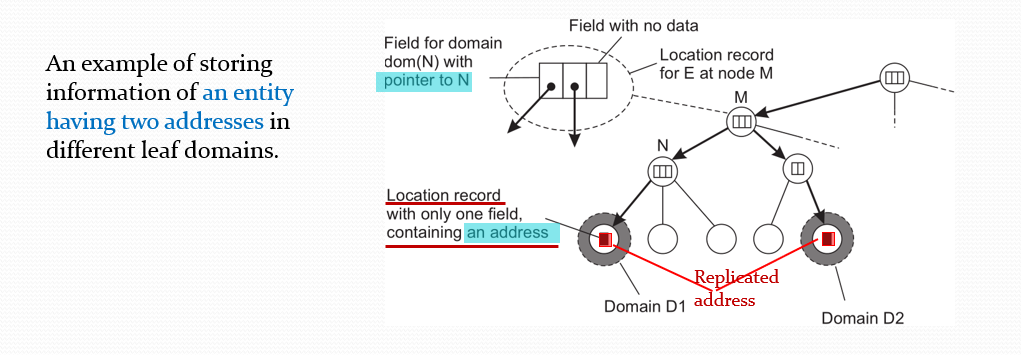 An example of storing
information of an entity
having two addresses in
different leaf domains.
Field with no data
Field for domain
dom(N) with
pointer to N
Location record
for E at node M
M
N
Location record
with only one field,
containing an address
Replicated
address
Domain D1
Domain D2